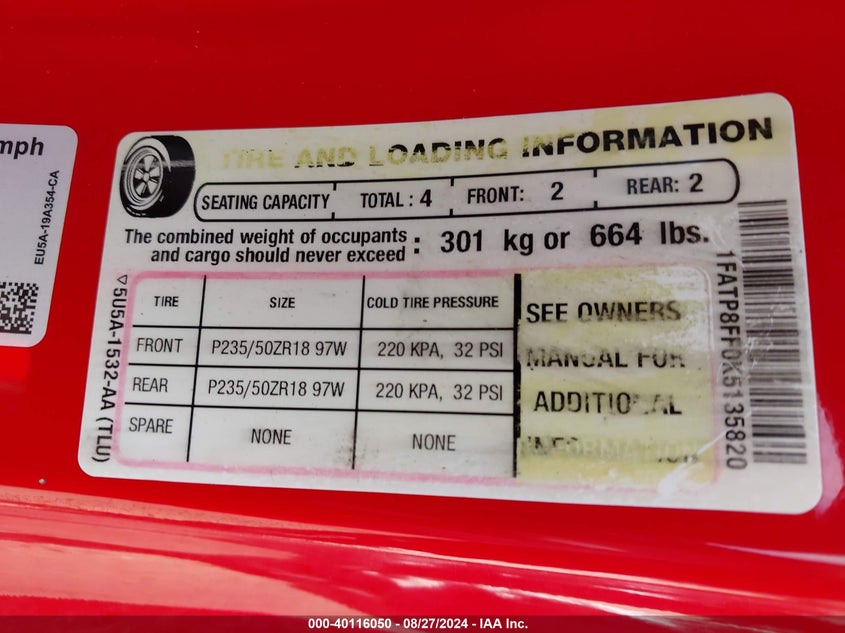 mph
EU5A-19A354-CA
TIRE AND LOADING INFORMATION
SEATING CAPACITY TOTAL : 4 FRONT: 2 REAR: 2
The combined weight of occupants
and cargo should never exceed : 301 kg or 664 lbs.
TIRE SIZE COLD TIRE PRESSURE SEE OWNERS
FRONT P235/50ZR18 97W 220 KPA, 32 PSI MANUAL FOR
REAR P235/50ZR18 97W 220 KPA, 32 PSI ADDITIONAL
SPARE NONE NONE INFORMATION
5U5A-1532-AA (TLU)
1FATP8FF0K5135820
000-40116050 - 08/27/2024 - IAA Inc.